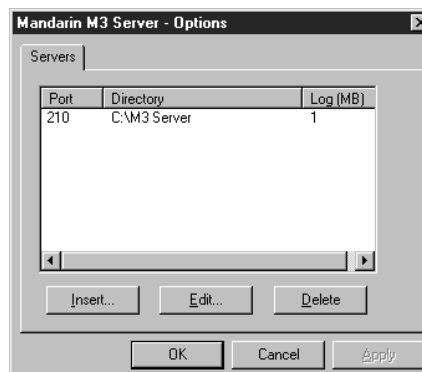 Mandarin M3 Server - Options
Servers
Port Directory Log (MB)
210 C:\M3 Server 1
Insert... Edit... Delete
OK Cancel Apply